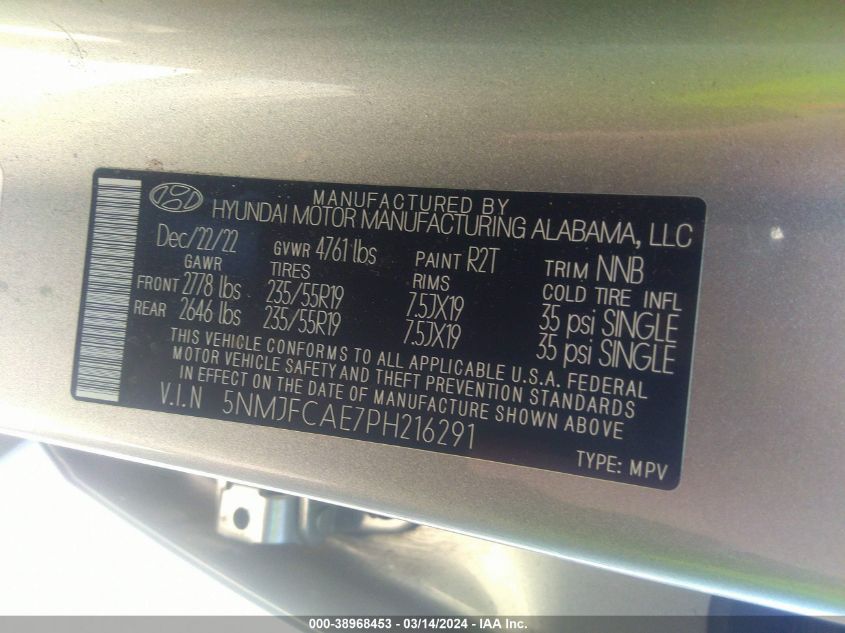 MANUFACTURED BY
HYUNDAI MOTOR MANUFACTURING ALABAMA, LLC
Dec/22/22 GVWR 4761 lbs PAINT R2T TRIM NNB
GAWR TIRES RIMS COLD TIRE INFL
FRONT 2778 lbs 235/55R19 7.5JX19 35 psi SINGLE
REAR 2646 lbs 235/55R19 7.5JX19 35 psi SINGLE
THIS VEHICLE CONFORMS TO ALL APPLICABLE U.S.A. FEDERAL
MOTOR VEHICLE SAFETY AND THEFT PREVENTION STANDARDS
IN EFFECT ON THE DATE OF MANUFACTURE SHOWN ABOVE
V.I.N 5NMJFCAE7PH216291
TYPE: MPV
000-38968453 - 03/14/2024 - IAA Inc.